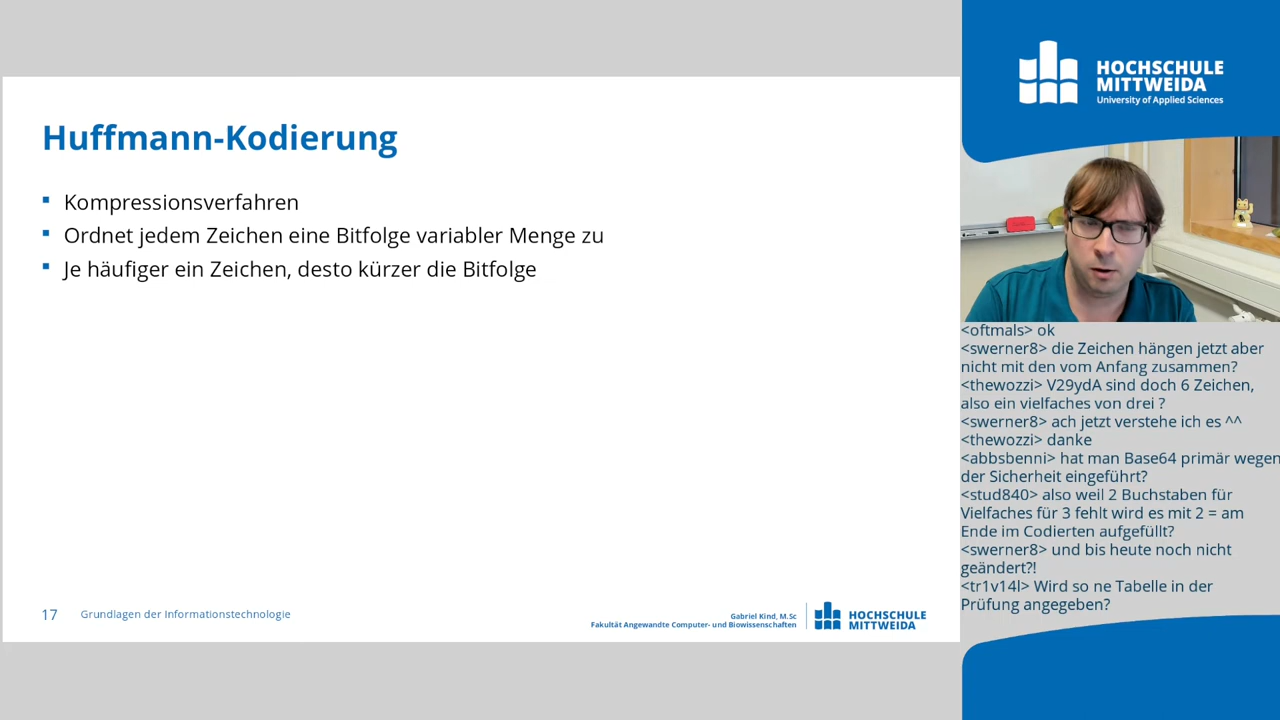 Huffmann-Kodierung
Kompressionsverfahren
Ordnet jedem Zeichen eine Bitfolge variabler Menge zu
Je häufiger ein Zeichen, desto kürzer die Bitfolge
17
Grundlagen der Informationstechnologie
Gabriel Kind, M.Sc
Fakultät Angewandte Computer- und Biowissenschaften
HOCHSCHULE
MITTWEIDA
HOCHSCHULE
MITTWEIDA
University of Applied Sciences
<oftmals> ok
<swerner8> die Zeichen hängen jetzt aber
nicht mit den vom Anfang zusammen?
<thewozzi> V29ydA sind doch 6 Zeichen,
also ein vielfaches von drei ?
<swerner8> ach jetzt verstehe ich es ^^
<thewozzi> danke
<abbsbenni> hat man Base64 primär wegen
der Sicherheit eingeführt?
<stud840> also weil 2 Buchstaben für
Vielfaches für 3 fehlt wird es mit 2 = am
Ende im Codierten aufgefüllt?
<swerner8> und bis heute noch nicht
geändert?!
<tr1v14l> Wird so ne Tabelle in der
Prüfung angegeben?